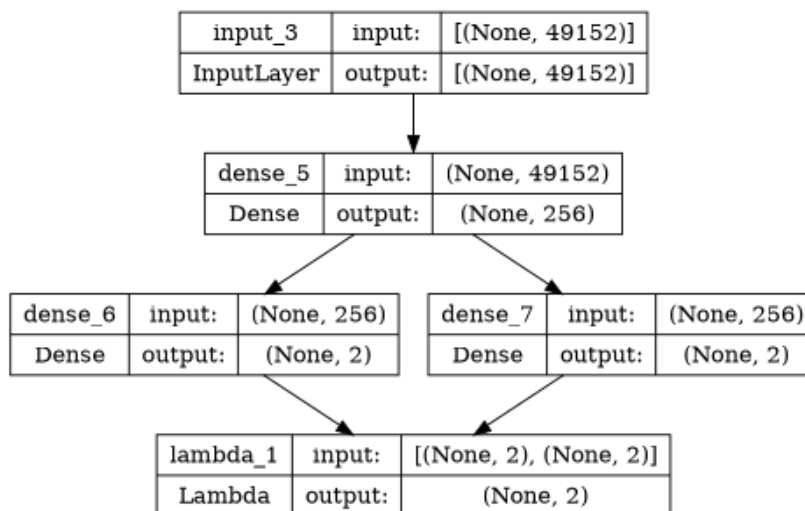 input_3 input: [(None, 49152)]
InputLayer output: [(None, 49152)]
dense_5 input: (None, 49152)
Dense output: (None, 256)
dense_6 input: (None, 256)
Dense output: (None, 2)
dense_7 input: (None, 256)
Dense output: (None, 2)
lambda_1 input: [(None, 2), (None, 2)]
Lambda output: (None, 2)